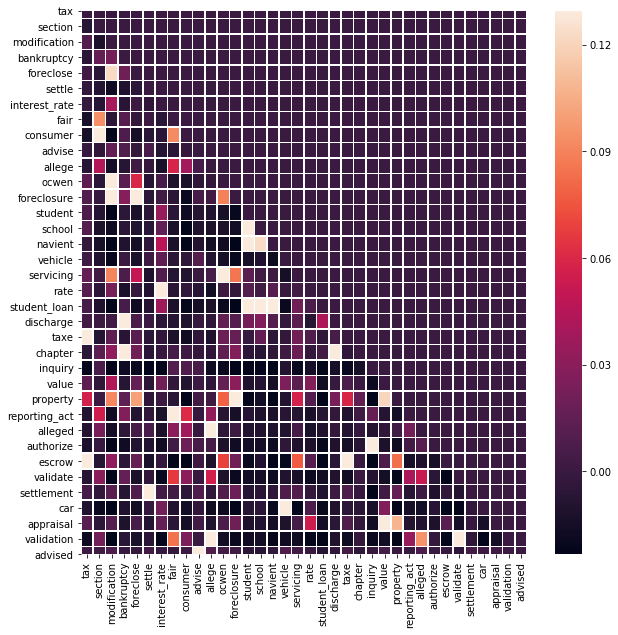 tax
section
modification
bankruptcy
foreclose
settle
interest_rate
fair
consumer
advise
allege
ocwen
foreclosure
student
school
navient
vehicle
servicing
rate
student_loan
discharge
taxe
chapter
inquiry
value
property
reporting_act
alleged
authorize
escrow
validate
settlement
car
appraisal
validation
advised
tax
section
modification
bankruptcy
foreclose
settle
interest_rate
fair
consumer
advise
allege
ocwen
foreclosure
student
school
navient
vehicle
servicing
rate
student_loan
discharge
taxe
chapter
inquiry
value
property
reporting_act
alleged
authorize
escrow
validate
settlement
car
appraisal
validation
advised
0.12
0.09
0.06
0.03
0.00